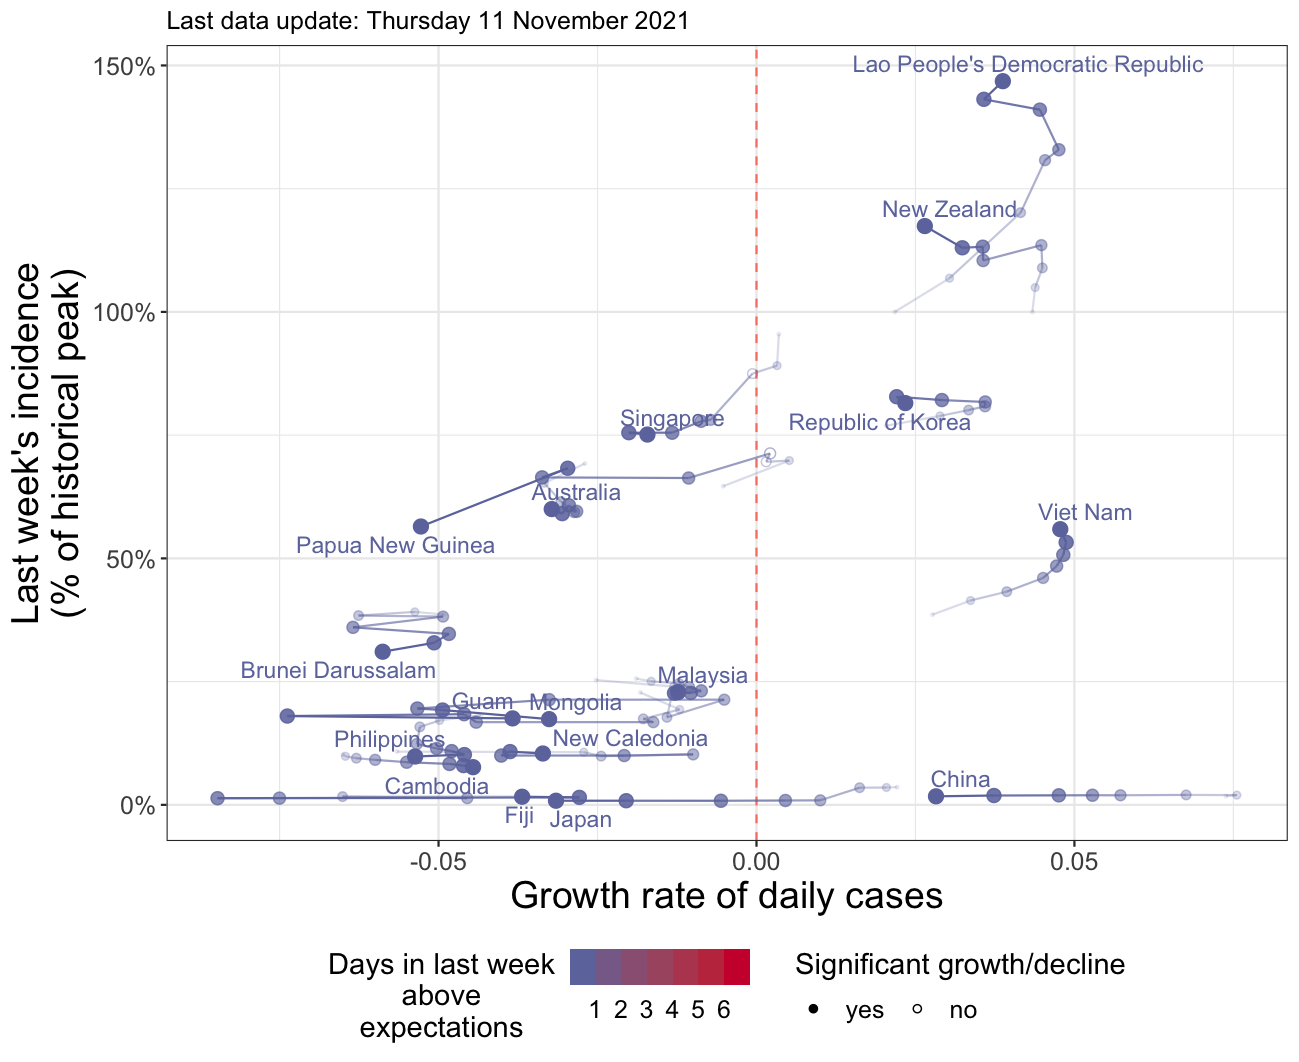 Last data update: Thursday 11 November 2021
150%
100%
50%
0%
Last week's incidence
(% of historical peak)
Lao People's Democratic Republic
New Zealand
Singapore
Republic of Korea
Australia
Viet Nam
Papua New Guinea
Brunei Darussalam
Malaysia
Guam
Mongolia
Philippines
New Caledonia
Cambodia
China
Fiji
Japan
-0.05
0.00
0.05
Growth rate of daily cases
Days in last week
above
expectations
1 2 3 4 5 6
Significant growth/decline
yes
no